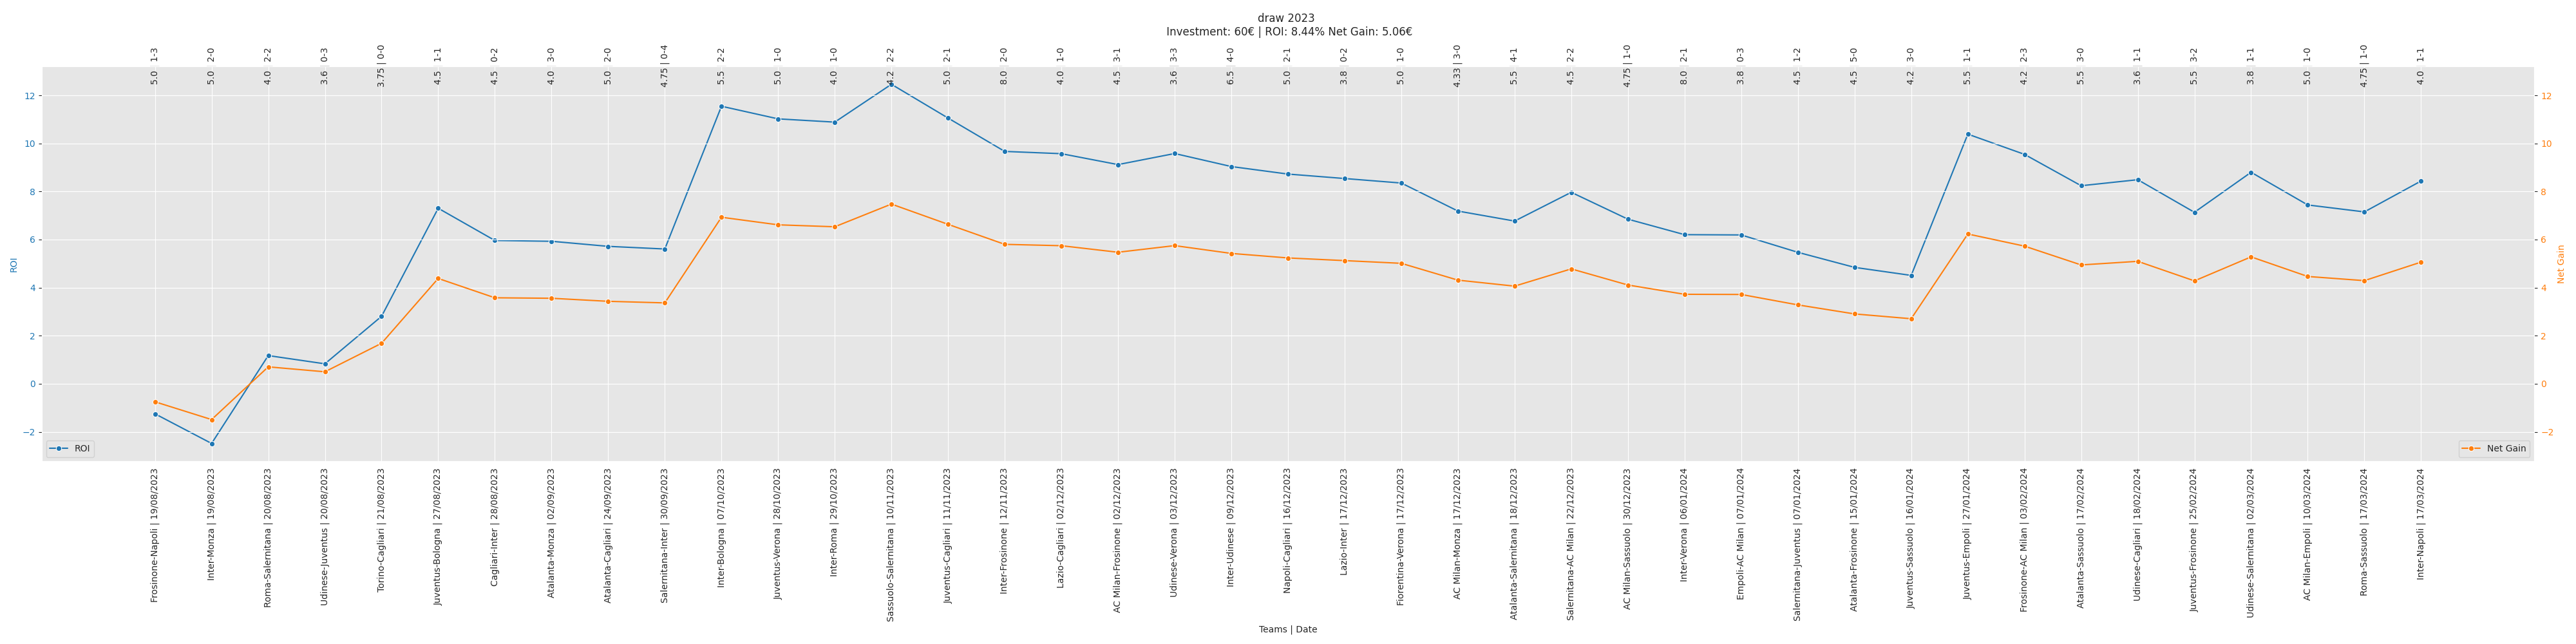 draw 2023
Investment: 60€ | ROI: 8.44% Net Gain: 5.06€
5.0 | 1-3
5.0 | 2-0
4.0 | 2-2
3.6 | 0-3
3.75 | 0-0
4.5 | 1-1
4.5 | 0-2
4.0 | 3-0
5.0 | 2-0
4.75 | 0-4
5.5 | 2-2
5.0 | 1-0
4.0 | 1-0
4.2 | 2-2
5.0 | 2-1
8.0 | 2-0
4.0 | 1-0
4.5 | 3-1
3.6 | 3-3
6.5 | 4-0
5.0 | 2-1
3.8 | 0-2
5.0 | 1-0
4.33 | 3-0
5.5 | 4-1
4.5 | 2-2
4.75 | 1-0
8.0 | 2-1
3.8 | 0-3
4.5 | 1-2
4.5 | 5-0
4.2 | 3-0
5.5 | 1-1
4.2 | 2-3
5.5 | 3-0
3.6 | 1-1
5.5 | 3-2
3.8 | 1-1
5.0 | 1-0
4.75 | 1-0
4.0 | 1-1
12
10
8
6
4
2
0
−2
ROI
ROI
12
10
8
6
4
2
0
−2
Net Gain
Net Gain
Frosinone-Napoli | 19/08/2023
Inter-Monza | 19/08/2023
Roma-Salernitana | 20/08/2023
Udinese-Juventus | 20/08/2023
Torino-Cagliari | 21/08/2023
Juventus-Bologna | 27/08/2023
Cagliari-Inter | 28/08/2023
Atalanta-Monza | 02/09/2023
Atalanta-Cagliari | 24/09/2023
Salernitana-Inter | 30/09/2023
Inter-Bologna | 07/10/2023
Juventus-Verona | 28/10/2023
Inter-Roma | 29/10/2023
Sassuolo-Salernitana | 10/11/2023
Juventus-Cagliari | 11/11/2023
Inter-Frosinone | 12/11/2023
Lazio-Cagliari | 02/12/2023
AC Milan-Frosinone | 02/12/2023
Udinese-Verona | 03/12/2023
Inter-Udinese | 09/12/2023
Napoli-Cagliari | 16/12/2023
Lazio-Inter | 17/12/2023
Fiorentina-Verona | 17/12/2023
AC Milan-Monza | 17/12/2023
Atalanta-Salernitana | 18/12/2023
Salernitana-AC Milan | 22/12/2023
AC Milan-Sassuolo | 30/12/2023
Inter-Verona | 06/01/2024
Empoli-AC Milan | 07/01/2024
Salernitana-Juventus | 07/01/2024
Atalanta-Frosinone | 15/01/2024
Juventus-Sassuolo | 16/01/2024
Juventus-Empoli | 27/01/2024
Frosinone-AC Milan | 03/02/2024
Atalanta-Sassuolo | 17/02/2024
Udinese-Cagliari | 18/02/2024
Juventus-Frosinone | 25/02/2024
Udinese-Salernitana | 02/03/2024
AC Milan-Empoli | 10/03/2024
Roma-Sassuolo | 17/03/2024
Inter-Napoli | 17/03/2024
Teams | Date